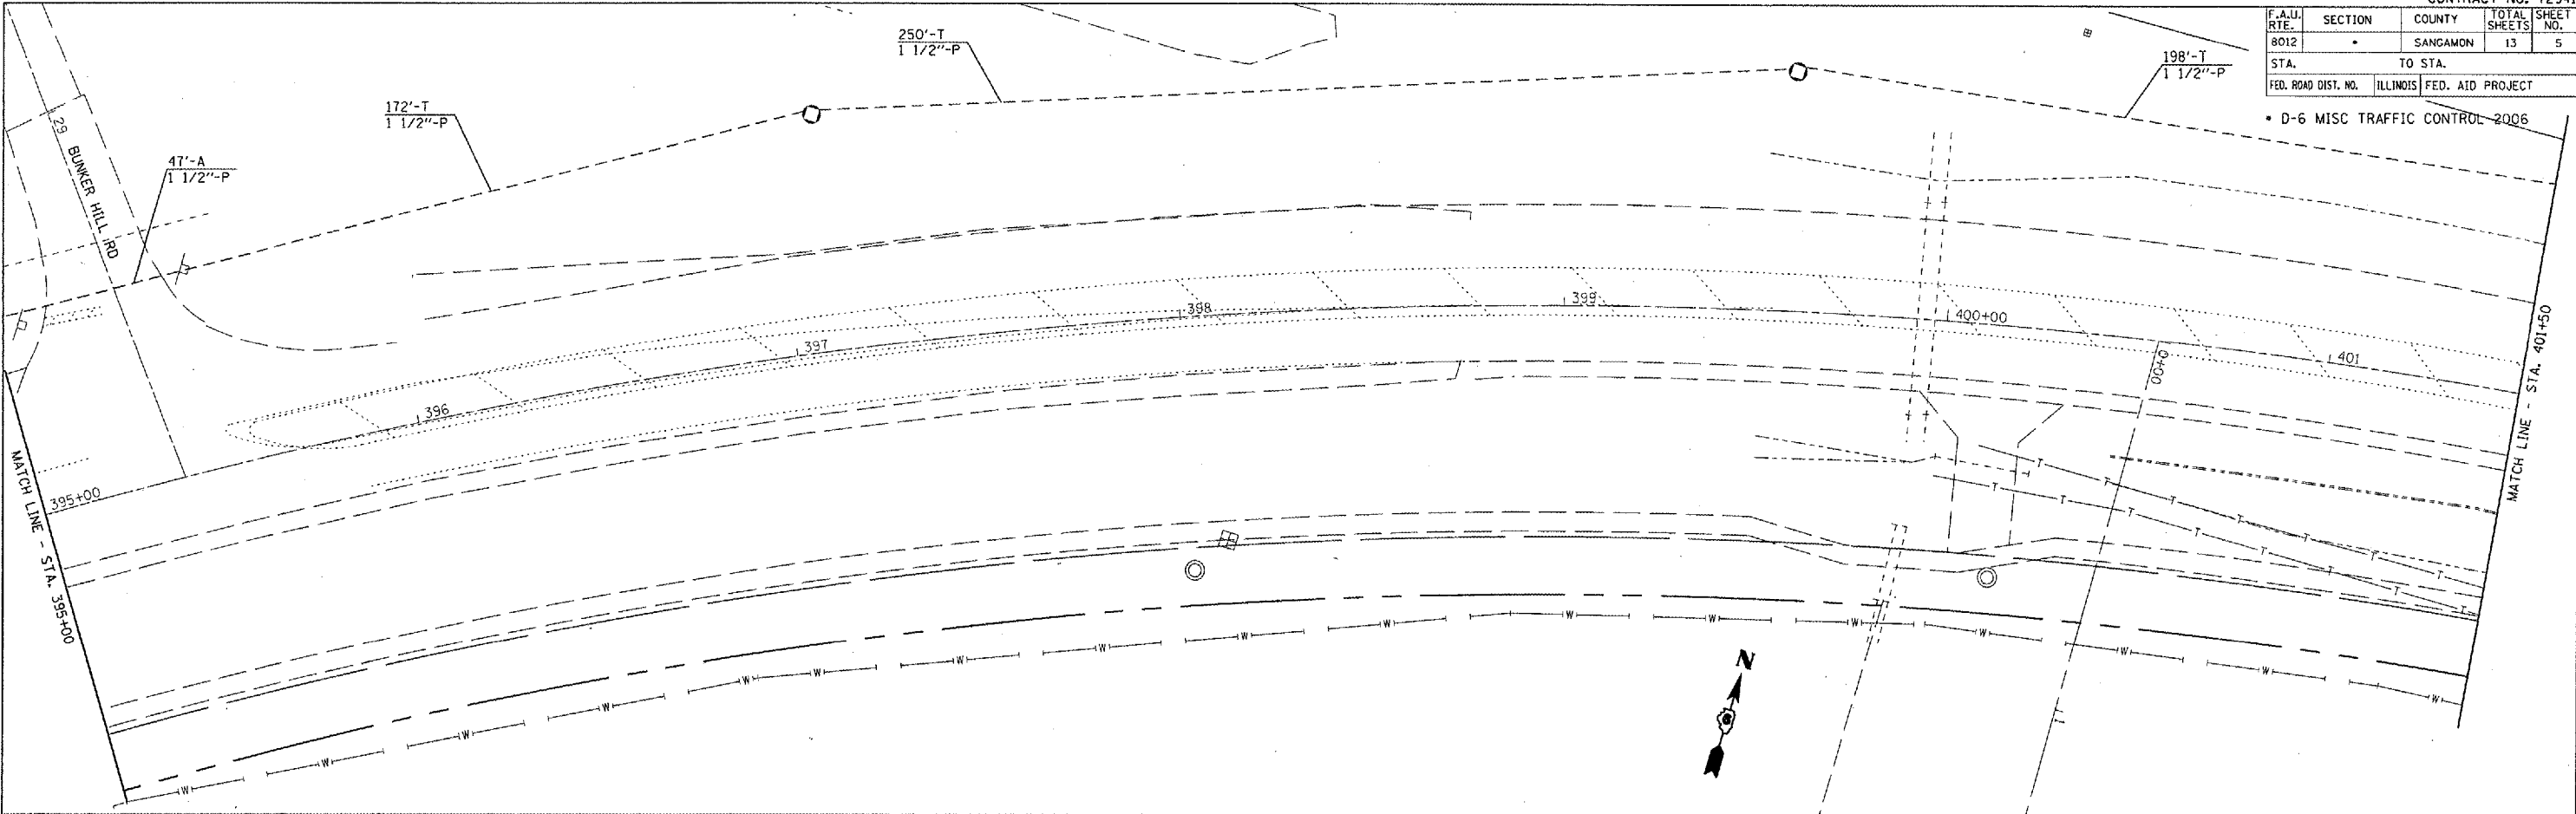 F.A.U. RTE. SECTION COUNTY TOTAL SHEETS SHEET NO.
8012 • SANGAMON 13 5
STA. TO STA.
FED. ROAD DIST. NO. ILLINOIS FED. AID PROJECT
• D-6 MISC TRAFFIC CONTROL 2006
250'-T
1 1/2"-P
198'-T
1 1/2"-P
172'-T
1 1/2"-P
47'-A
1 1/2"-P
29 BUNKER HILL RD
395+00
396
397
398
399
400+00
401
0+00
MATCH LINE - STA. 395+00
MATCH LINE - STA. 401+50
T T T T T T T
T T T T T T T T
W W W W W W W W W W W W W W W W W
N